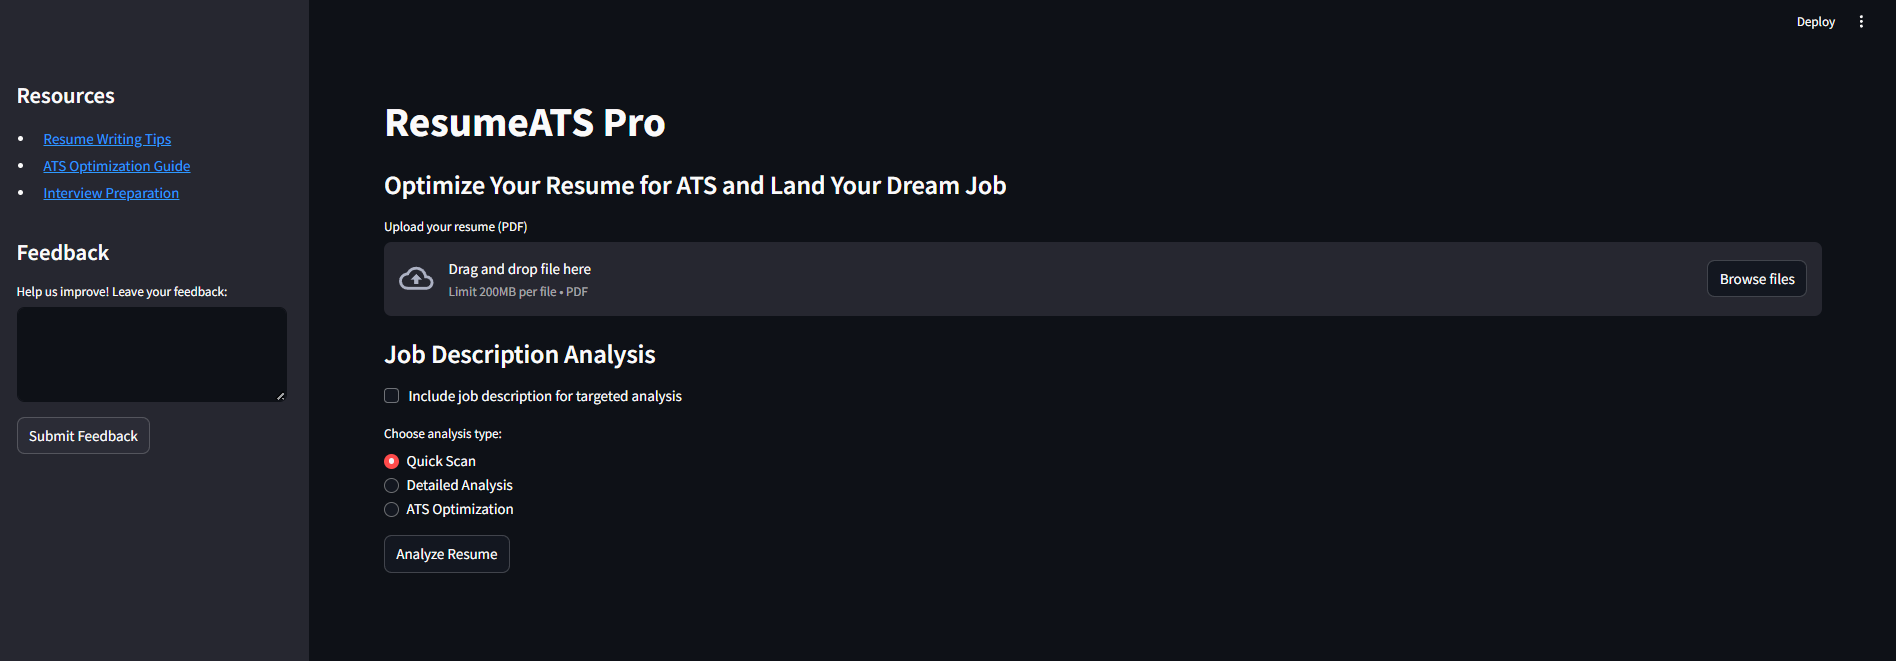 Deploy
Resources
Resume Writing Tips
ATS Optimization Guide
Interview Preparation
Feedback
Help us improve! Leave your feedback:
Submit Feedback
ResumeATS Pro
Optimize Your Resume for ATS and Land Your Dream Job
Upload your resume (PDF)
Drag and drop file here
Limit 200MB per file • PDF
Browse files
Job Description Analysis
Include job description for targeted analysis
Choose analysis type:
Quick Scan
Detailed Analysis
ATS Optimization
Analyze Resume